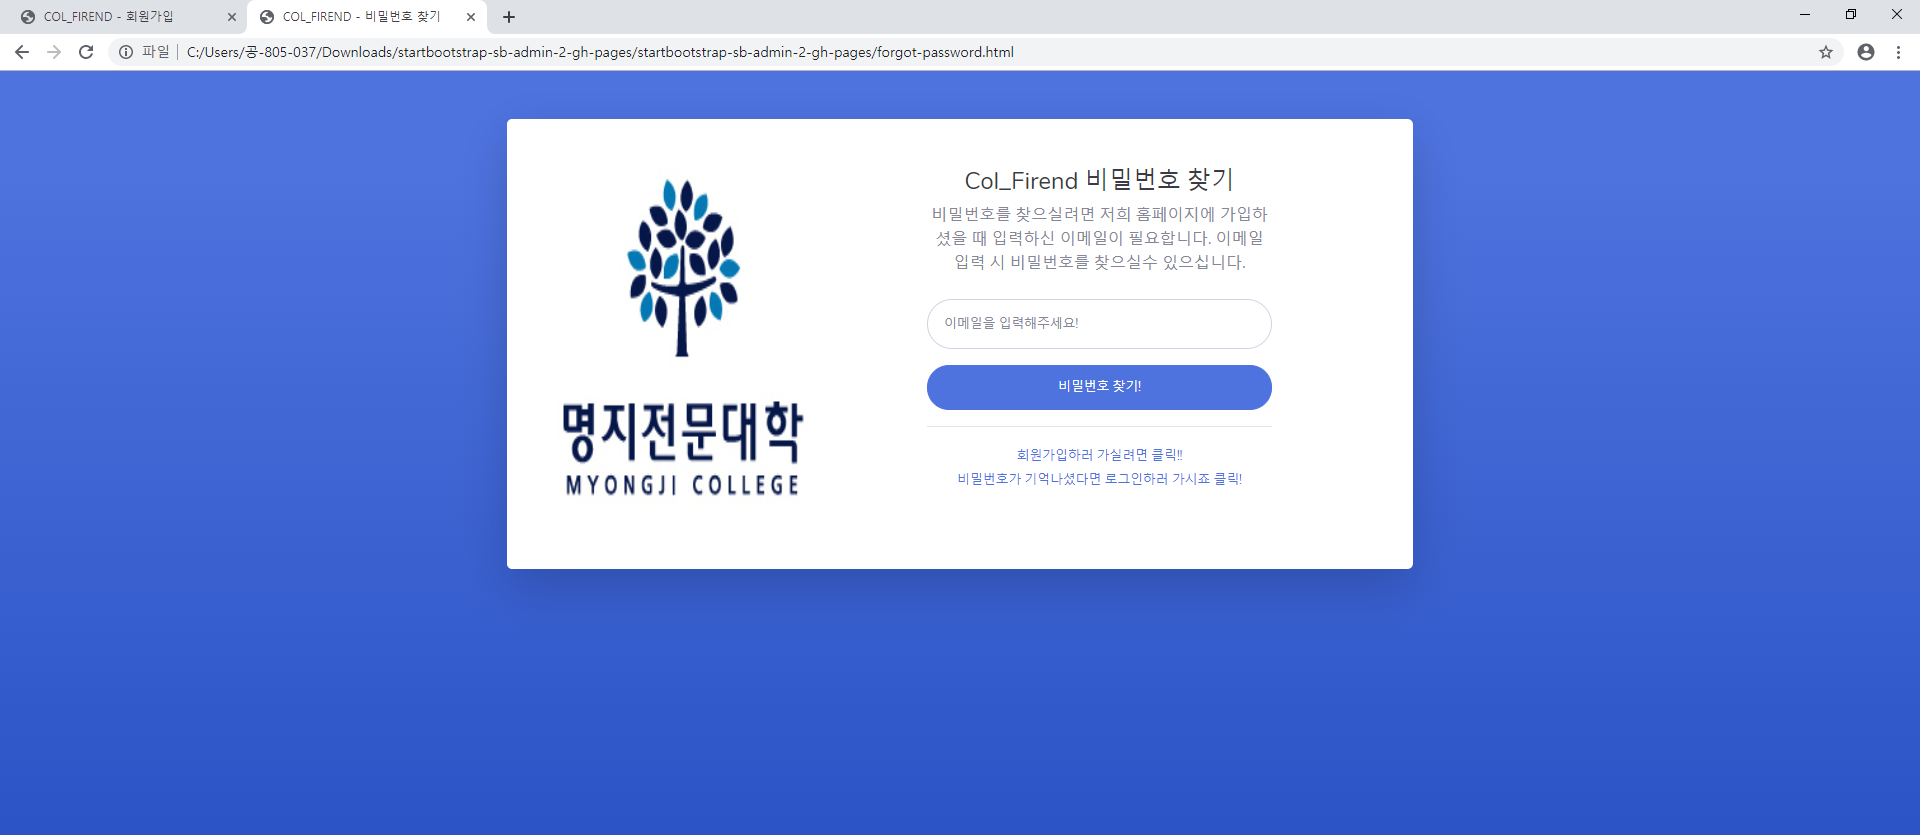 COL_FIREND - 회원가입
COL_FIREND - 비밀번호 찾기
파일
C:/Users/공-805-037/Downloads/startbootstrap-sb-admin-2-gh-pages/startbootstrap-sb-admin-2-gh-pages/forgot-password.html
명지전문대학
MYONGJI COLLEGE
Col_Firend 비밀번호 찾기
비밀번호를 찾으실려면 저희 홈페이지에 가입하
셨을 때 입력하신 이메일이 필요합니다. 이메일
입력 시 비밀번호를 찾으실수 있으십니다.
이메일을 입력해주세요!
비밀번호 찾기!
회원가입하러 가실려면 클릭!!
비밀번호가 기억나셨다면 로그인하러 가시죠 클릭!